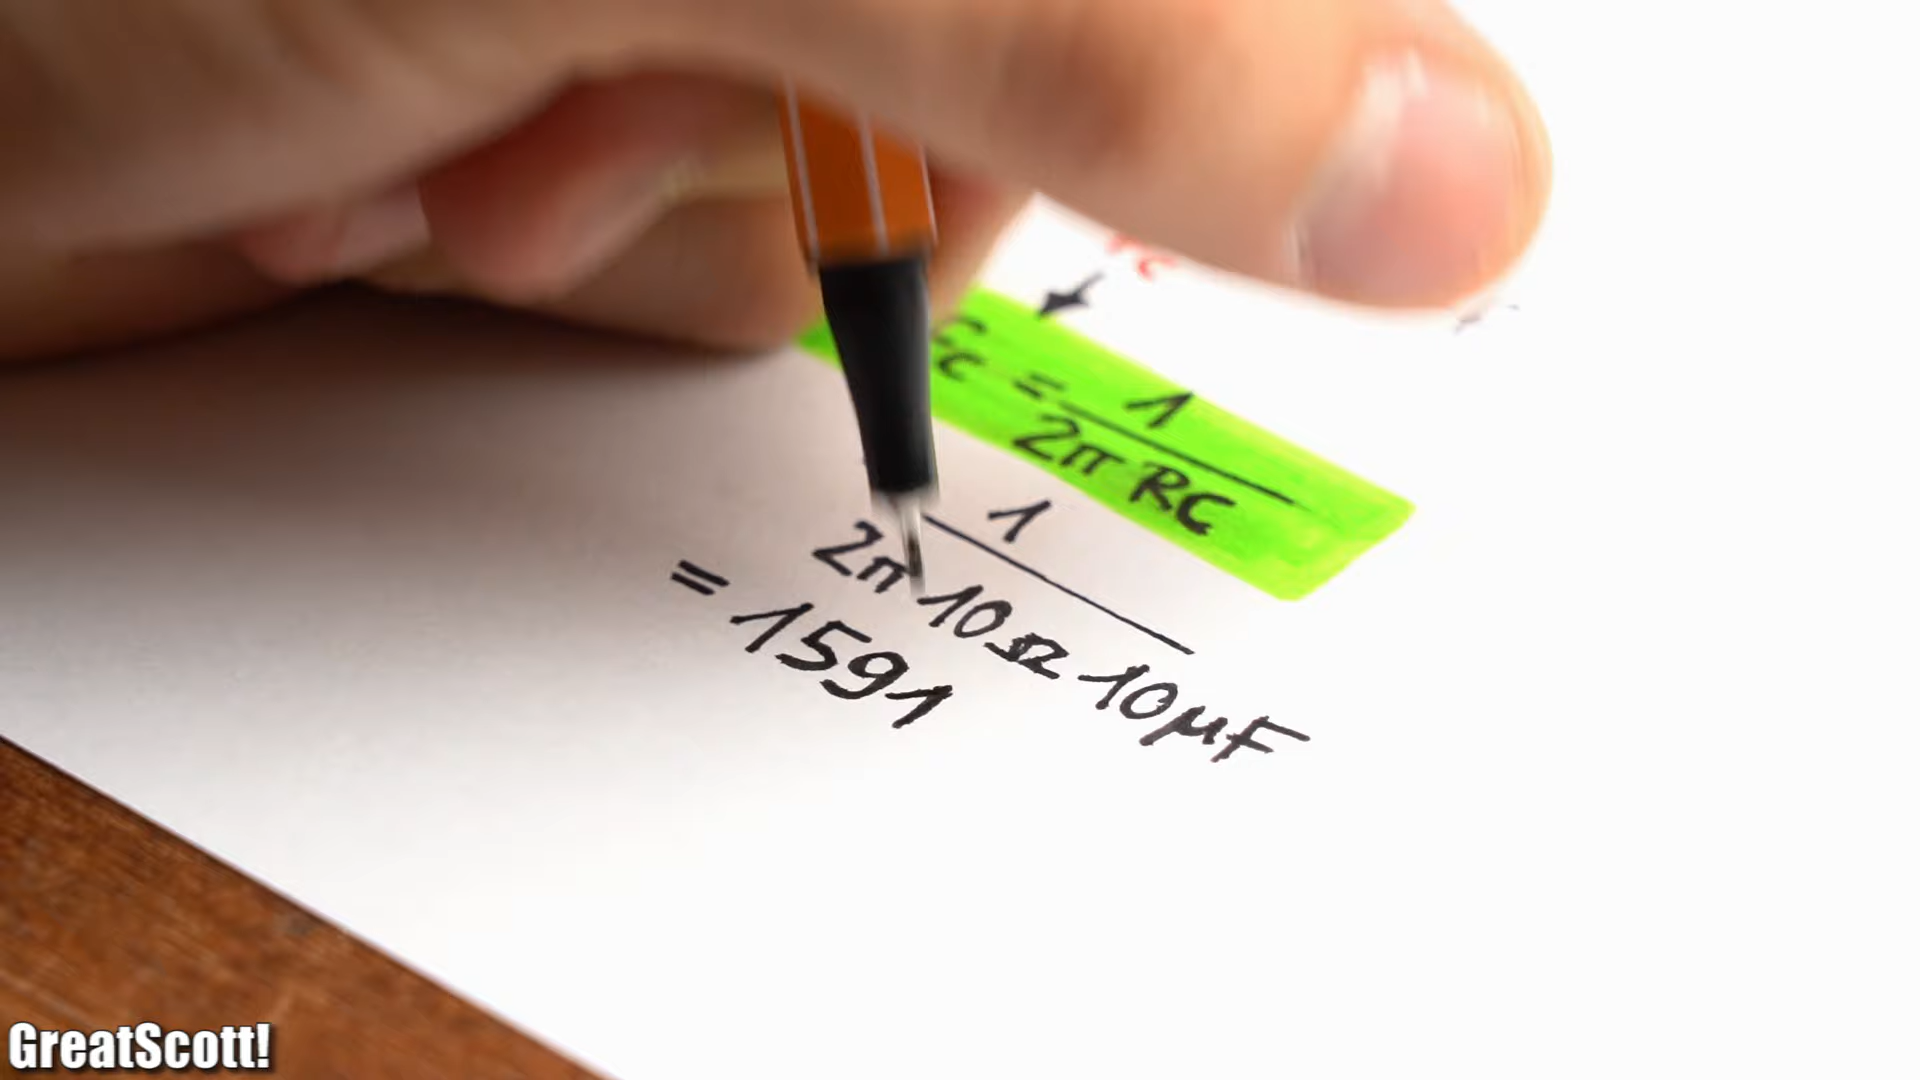 fc = 1
2π RC
1
2π 10Ω 10μF
= 1591
GreatScott!